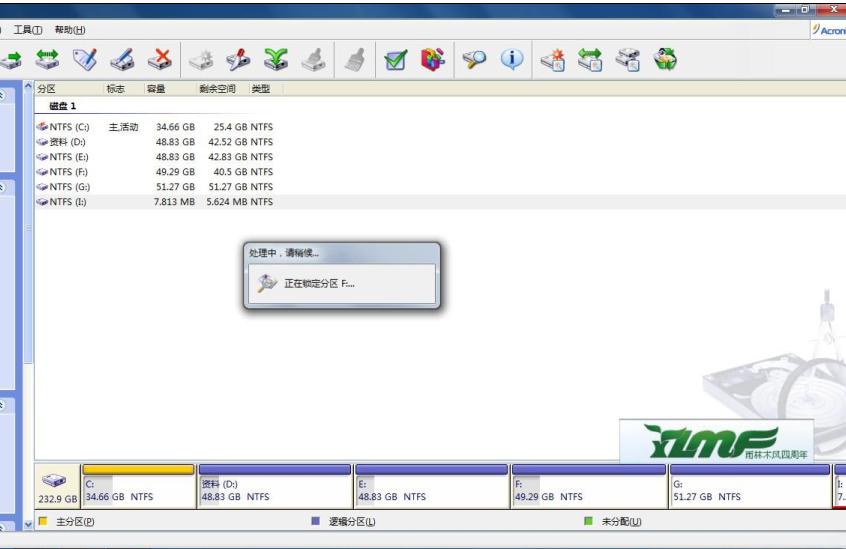 工具(T) 帮助(H)
Acron
分区 标志 容量 剩余空间 类型
磁盘 1
NTFS (C:) 主,活动 34.66 GB 25.4 GB NTFS
资料 (D:) 48.83 GB 42.52 GB NTFS
NTFS (E:) 48.83 GB 42.83 GB NTFS
NTFS (F:) 49.29 GB 40.5 GB NTFS
NTFS (G:) 51.27 GB 51.27 GB NTFS
NTFS (I:) 7.813 MB 5.624 MB NTFS
处理中，请稍候...
正在锁定分区 F:...
YLMF
雨林木风四周年
232.9 GB
C:
34.66 GB NTFS
资料 (D:)
48.83 GB NTFS
E:
48.83 GB NTFS
F:
49.29 GB NTFS
G:
51.27 GB NTFS
I:
7.
主分区(P) 逻辑分区(L) 未分配(U)